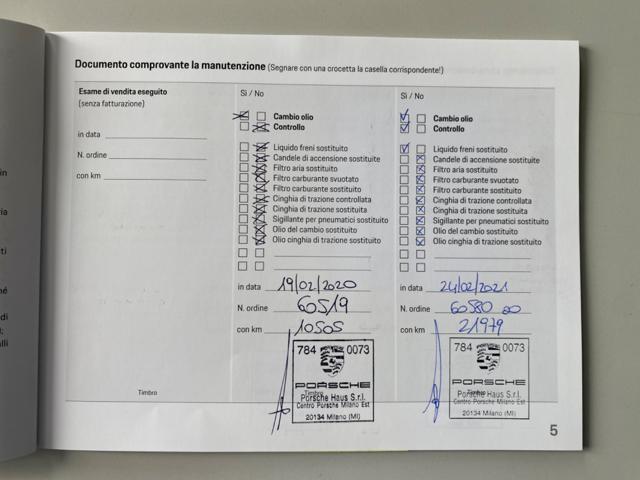 Documento comprovante la manutenzione (Segnare con una crocetta la casella corrispondente!)
Esame di vendita eseguito
(senza fatturazione)
in data
N. ordine
con km
Timbro
Sì / No
Cambio olio
Controllo
Liquido freni sostituito
Candele di accensione sostituite
Filtro aria sostituito
Filtro carburante svuotato
Filtro carburante sostituito
Cinghia di trazione controllata
Cinghia di trazione sostituita
Sigillante per pneumatici sostituito
Olio del cambio sostituito
Olio cinghia di trazione sostituito
in data 19/02/2020
N. ordine 60519
con km 10505
784 0073
PORSCHE
Timbro
Porsche Haus S.r.l.
Centro Porsche Milano Est
20134 Milano (MI)
Sì / No
Cambio olio
Controllo
Liquido freni sostituito
Candele di accensione sostituite
Filtro aria sostituito
Filtro carburante svuotato
Filtro carburante sostituito
Cinghia di trazione controllata
Cinghia di trazione sostituita
Sigillante per pneumatici sostituito
Olio del cambio sostituito
Olio cinghia di trazione sostituito
in data 24/02/2021
N. ordine 60580 00
con km 21979
784 0073
PORSCHE
Timbro
Porsche Haus S.r.l.
Centro Porsche Milano Est
20134 Milano (MI)
5